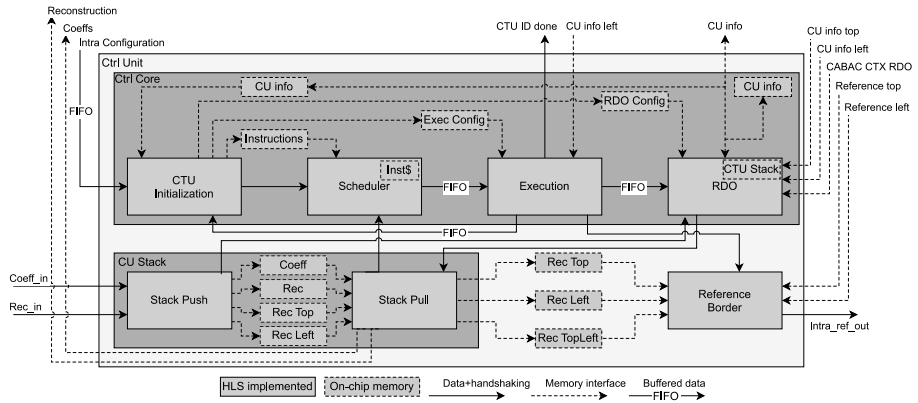 Reconstruction
Coeffs
Intra Configuration
CTU ID done
CU info left
CU info
CU info top
CU info left
CABAC CTX RDO
Reference top
Reference left
Ctrl Unit
Ctrl Core
CU info
CU info
RDO Config
FIFO
Exec Config
Instructions
CTU
Initialization
Scheduler
Inst$
FIFO
Execution
FIFO
CTU Stack
RDO
FIFO
CU Stack
Coeff_in
Rec_in
Stack Push
Coeff
Rec
Rec Top
Rec Left
Stack Pull
Rec Top
Rec Left
Rec TopLeft
Reference
Border
Intra_ref_out
HLS implemented
On-chip memory
Data+handshaking
Memory interface
Buffered data
FIFO